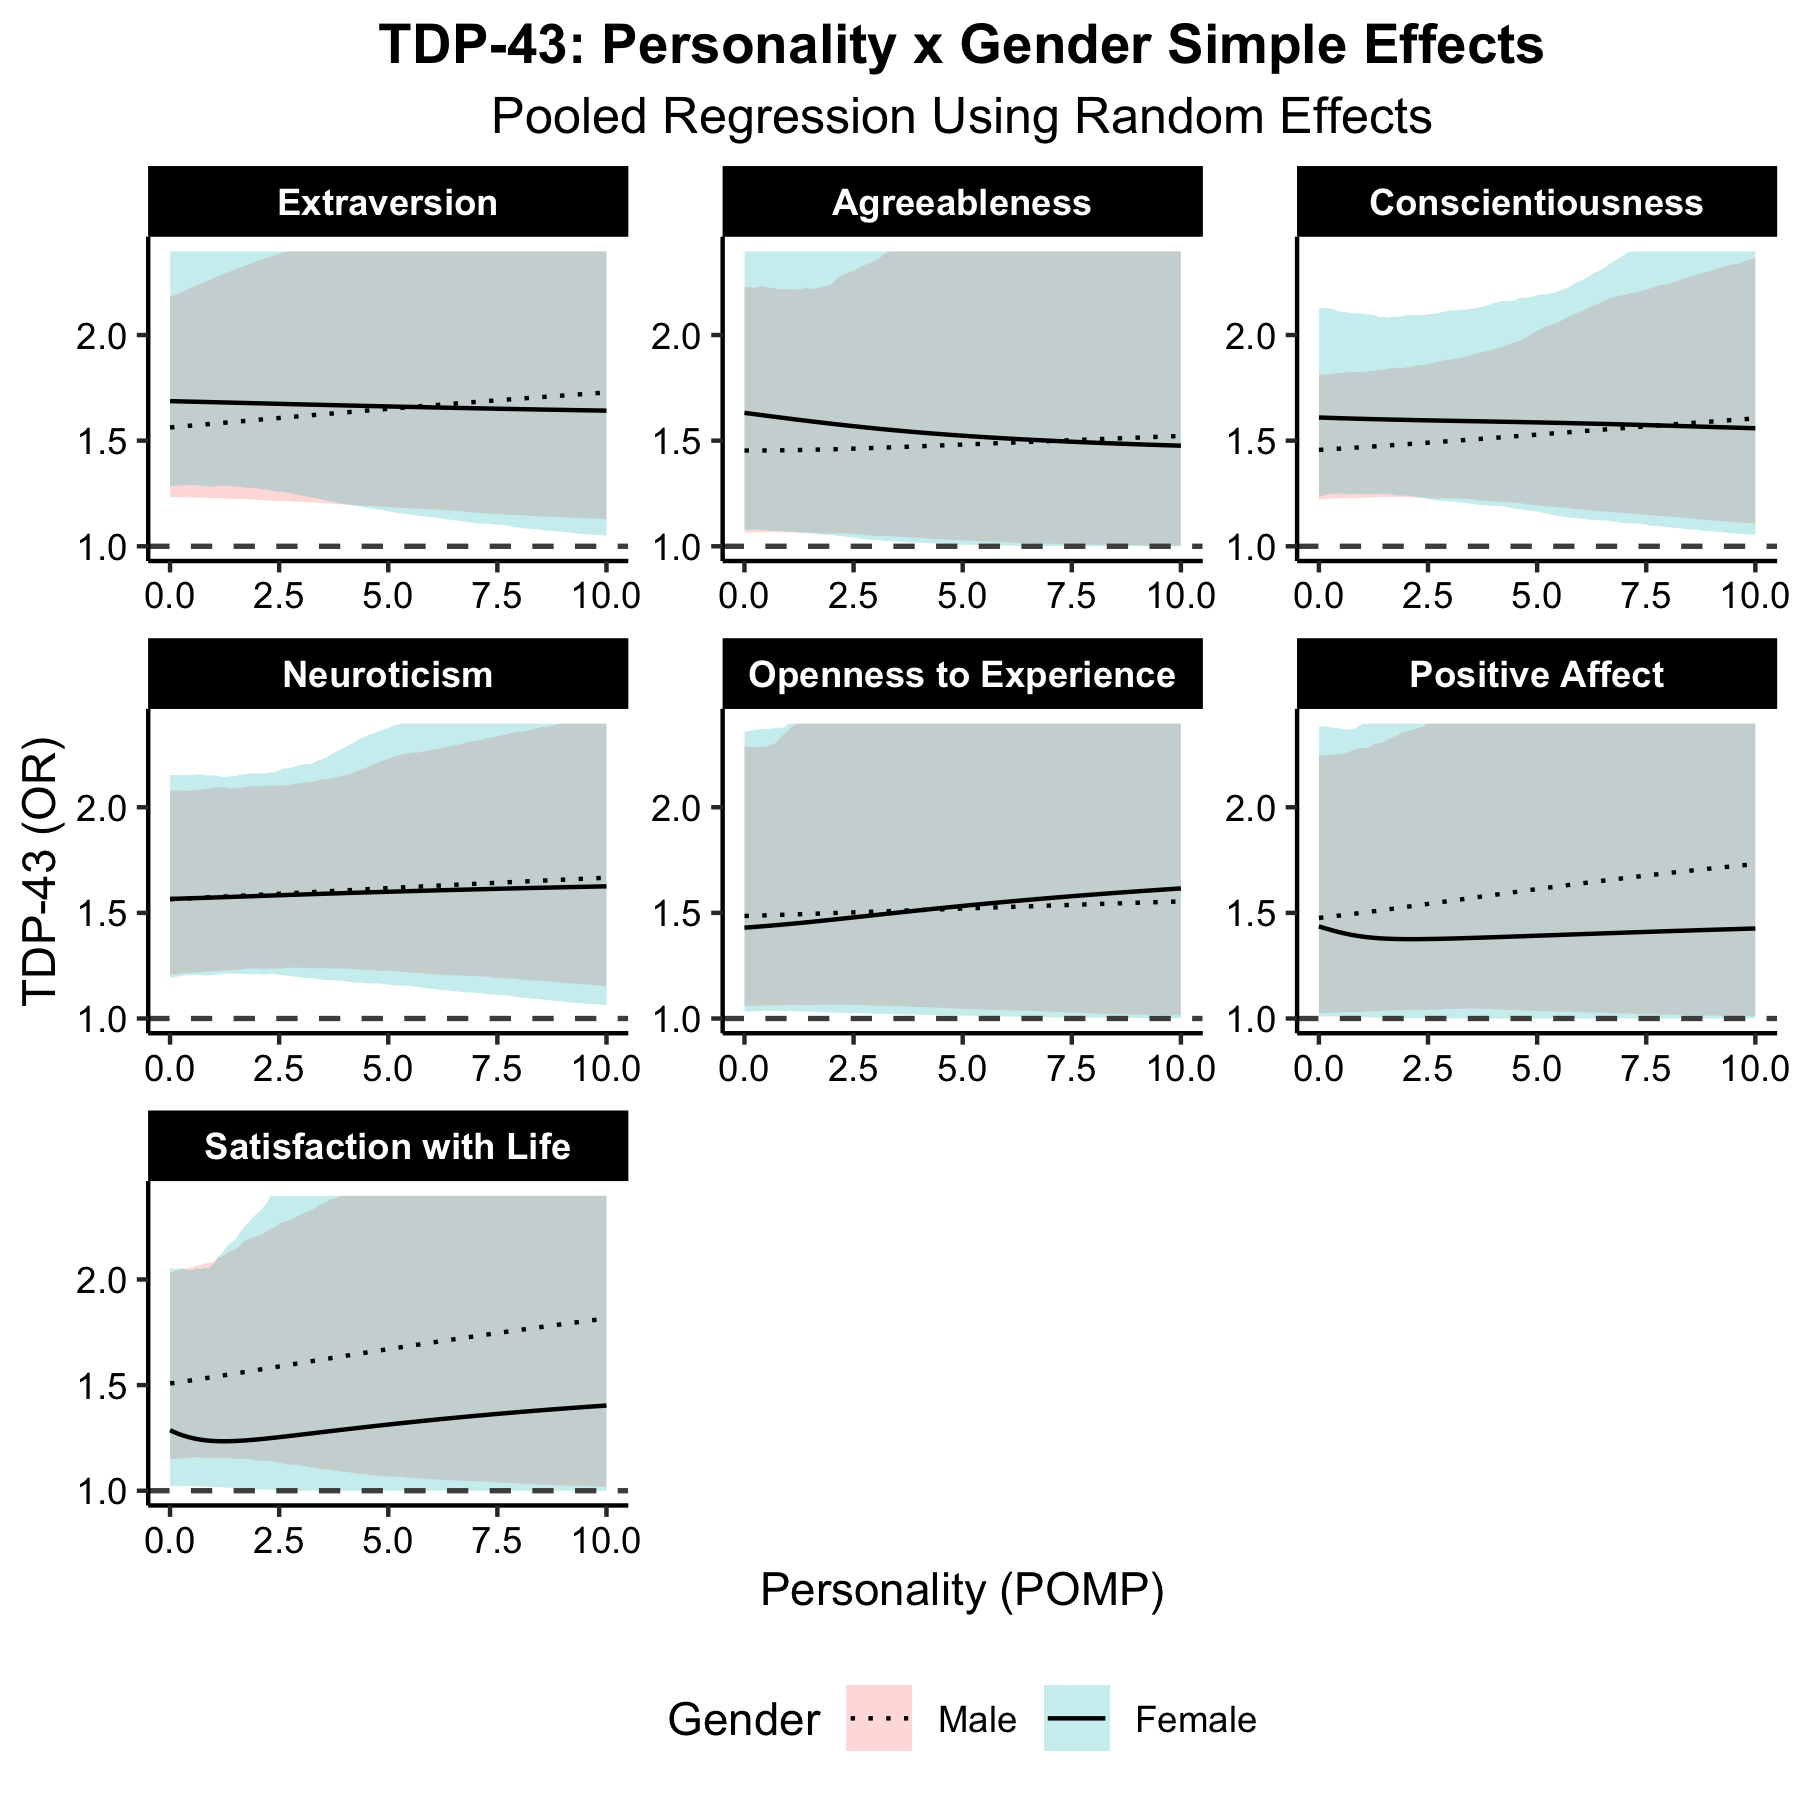 TDP-43: Personality x Gender Simple Effects
Pooled Regression Using Random Effects
Extraversion
Agreeableness
Conscientiousness
2.0
1.5
1.0
0.0 2.5 5.0 7.5 10.0
2.0
1.5
1.0
0.0 2.5 5.0 7.5 10.0
2.0
1.5
1.0
0.0 2.5 5.0 7.5 10.0
TDP-43 (OR)
Neuroticism
Openness to Experience
Positive Affect
2.0
1.5
1.0
0.0 2.5 5.0 7.5 10.0
2.0
1.5
1.0
0.0 2.5 5.0 7.5 10.0
2.0
1.5
1.0
0.0 2.5 5.0 7.5 10.0
Satisfaction with Life
2.0
1.5
1.0
0.0 2.5 5.0 7.5 10.0
Personality (POMP)
Gender Male Female